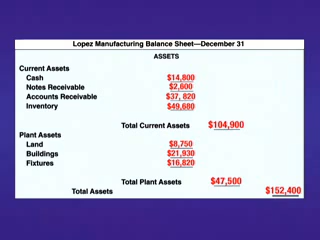 Lopez Manufacturing Balance Sheet—December 31
ASSETS
Current Assets
Cash $14,800
Notes Receivable $2,600
Accounts Receivable $37, 820
Inventory $49,680
Total Current Assets $104,900
Plant Assets
Land $8,750
Buildings $21,930
Fixtures $16,820
Total Plant Assets $47,500
Total Assets $152,400